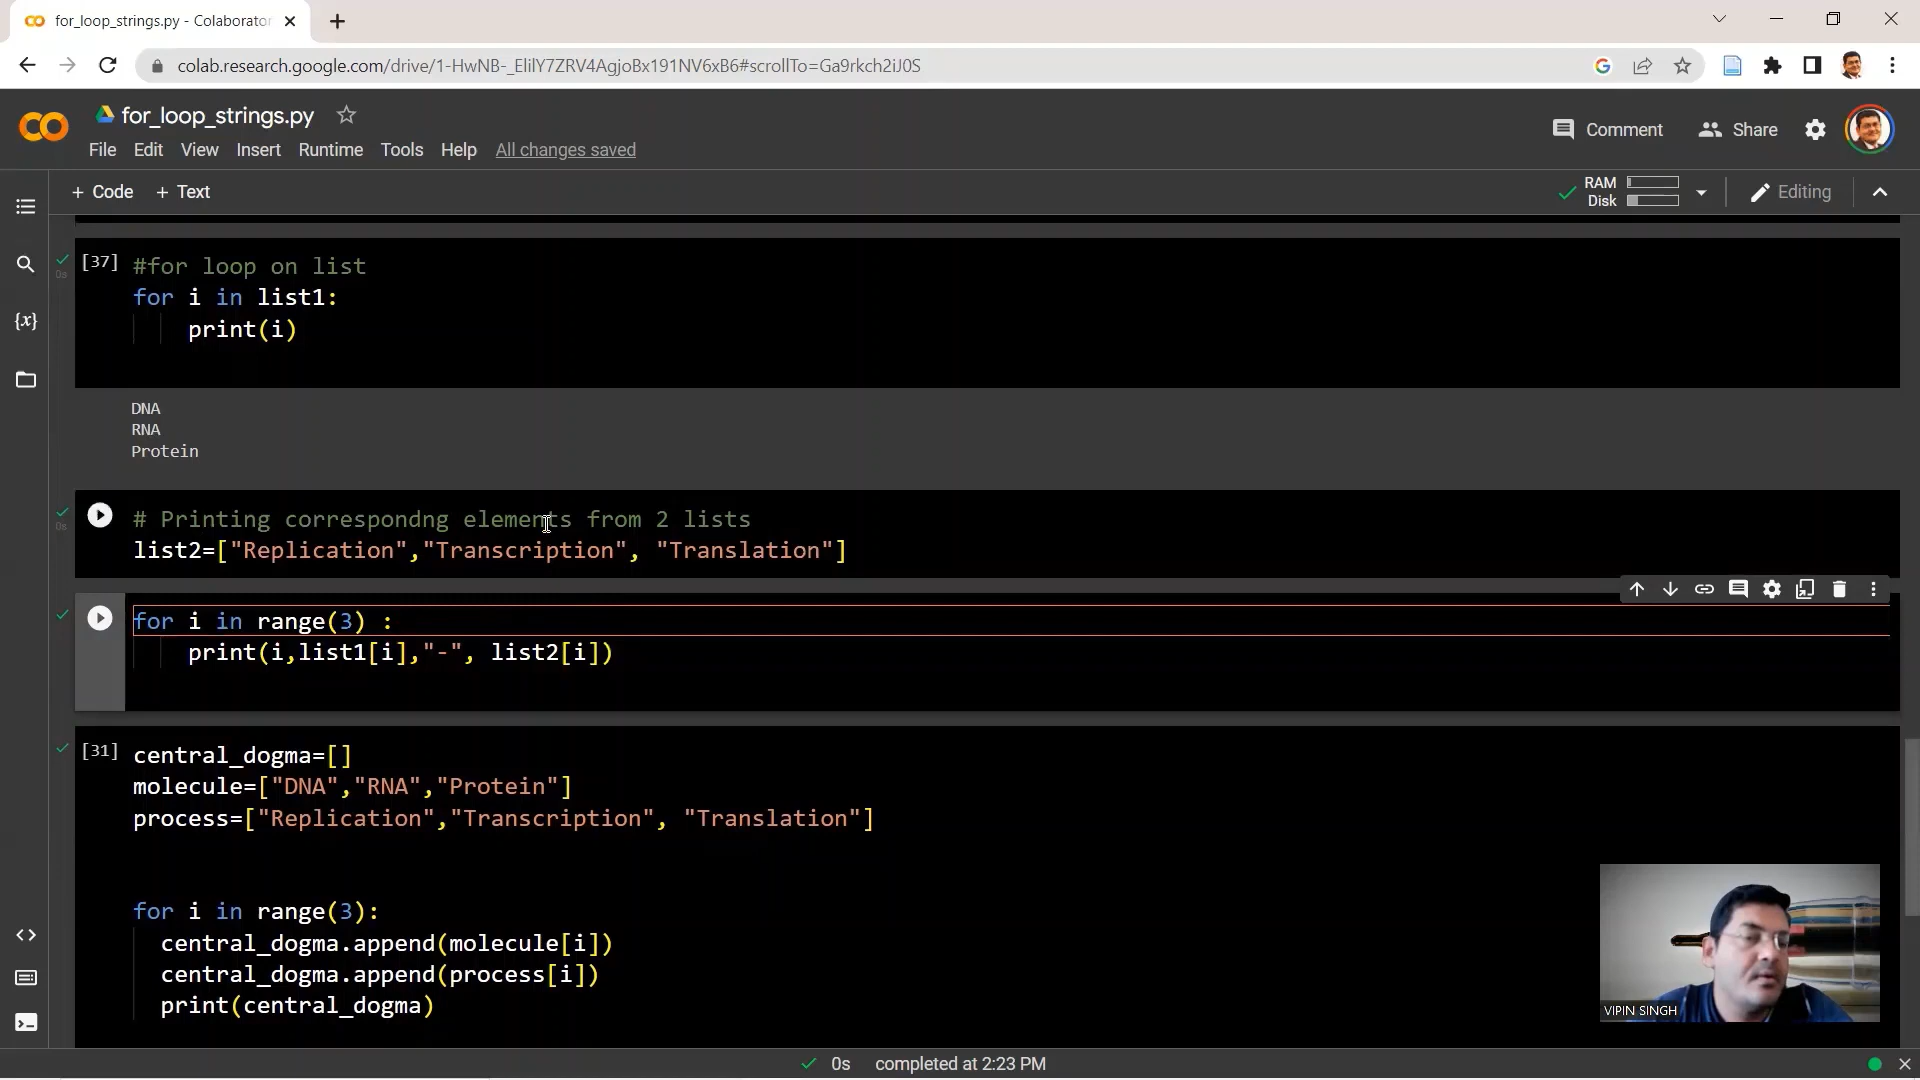 for_loop_strings.py - Colaborator
colab.research.google.com/drive/1-HwNB-_ElilY7ZRV4AgjoBx191NV6xB6#scrollTo=Ga9rkch2iJ0S
for_loop_strings.py
Comment
Share
File Edit View Insert Runtime Tools Help All changes saved
+ Code + Text
RAM
Disk
Editing
[37] #for loop on list
for i in list1:
print(i)
DNA
RNA
Protein
# Printing correspondng elements from 2 lists
list2=["Replication","Transcription", "Translation"]
for i in range(3) :
print(i,list1[i],"-", list2[i])
[31] central_dogma=[]
molecule=["DNA","RNA","Protein"]
process=["Replication","Transcription", "Translation"]
for i in range(3):
central_dogma.append(molecule[i])
central_dogma.append(process[i])
print(central_dogma)
VIPIN SINGH
0s completed at 2:23 PM